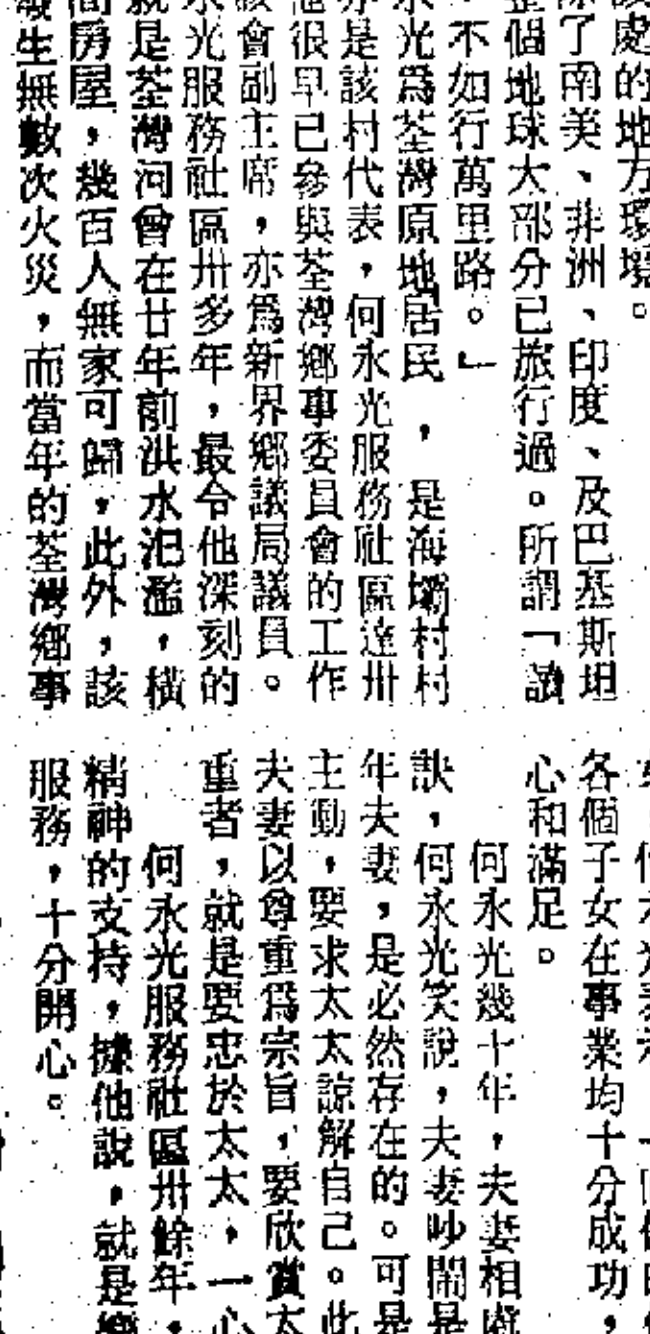 該處的地方環境。
除了南美、非洲、印度、及巴基斯坦
整個地球大部分已旅行過。所謂「讀
不如行萬里路。」
永光為荃灣原地居民,是海壩村村
亦是該村代表,何永光服務社區達卅
他很早已參與荃灣鄉事委員會的工作
該會副主席,亦為新界鄉議局議員。
永光服務社區卅多年,最令他深刻的
就是荃灣河曾在廿年前洪水氾濫,橫
間房屋,幾百人無家可歸,此外,該
發生無數次火災,而當年的荃灣鄉事
各個子女在事業均十分成功,
心和滿足。
何永光幾十年,夫妻相處
訣,何永光笑說,夫妻吵鬧是
年夫妻,是必然存在的。可是
主動,要求太太諒解自己。此
夫妻以尊重為宗旨,要欣賞太
重者,就是要忠於太太,一心
何永光服務社區卅餘年,
精神的支持,據他說,就是
服務,十分開心。